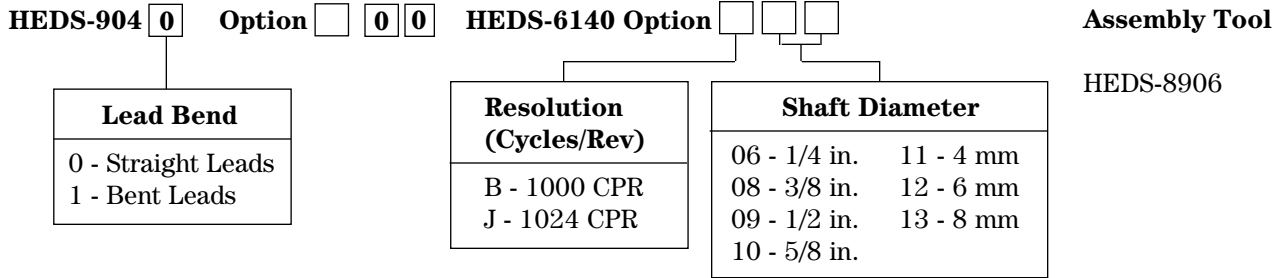 HEDS-904 0 Option 0 0 HEDS-6140 Option Assembly Tool
HEDS-8906
Lead Bend
0 - Straight Leads
1 - Bent Leads
Resolution
(Cycles/Rev)
B - 1000 CPR
J - 1024 CPR
Shaft Diameter
06 - 1/4 in. 11 - 4 mm
08 - 3/8 in. 12 - 6 mm
09 - 1/2 in. 13 - 8 mm
10 - 5/8 in.